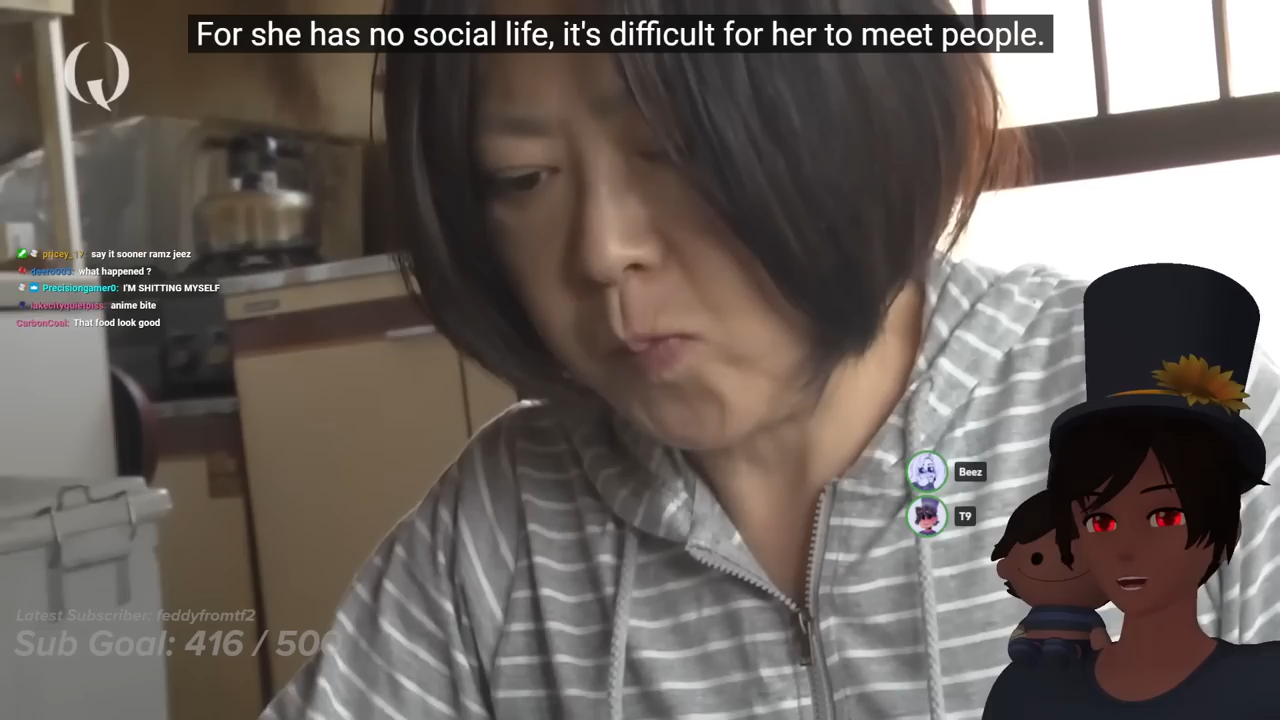 For she has no social life, it's difficult for her to meet people.
Q
say it sooner ramz jeez
deero003: what happened ?
Precisiongamer0: I'M SHITTING MYSELF
lakecityquietpiss: anime bite
CarbonCoal: That food look good
Beez
T9
Latest Subscriber: feddyfromtf2
Sub Goal: 416 / 500